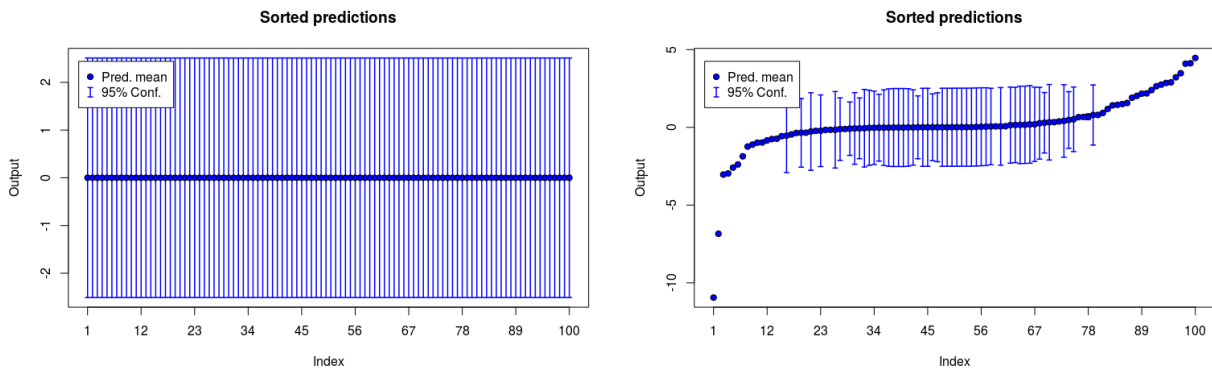 Sorted predictions
Pred. mean
95% Conf.
Output
2
1
0
-1
-2
1 12 23 34 45 56 67 78 89 100
Index
Sorted predictions
Pred. mean
95% Conf.
Output
5
0
-5
-10
1 12 23 34 45 56 67 78 89 100
Index